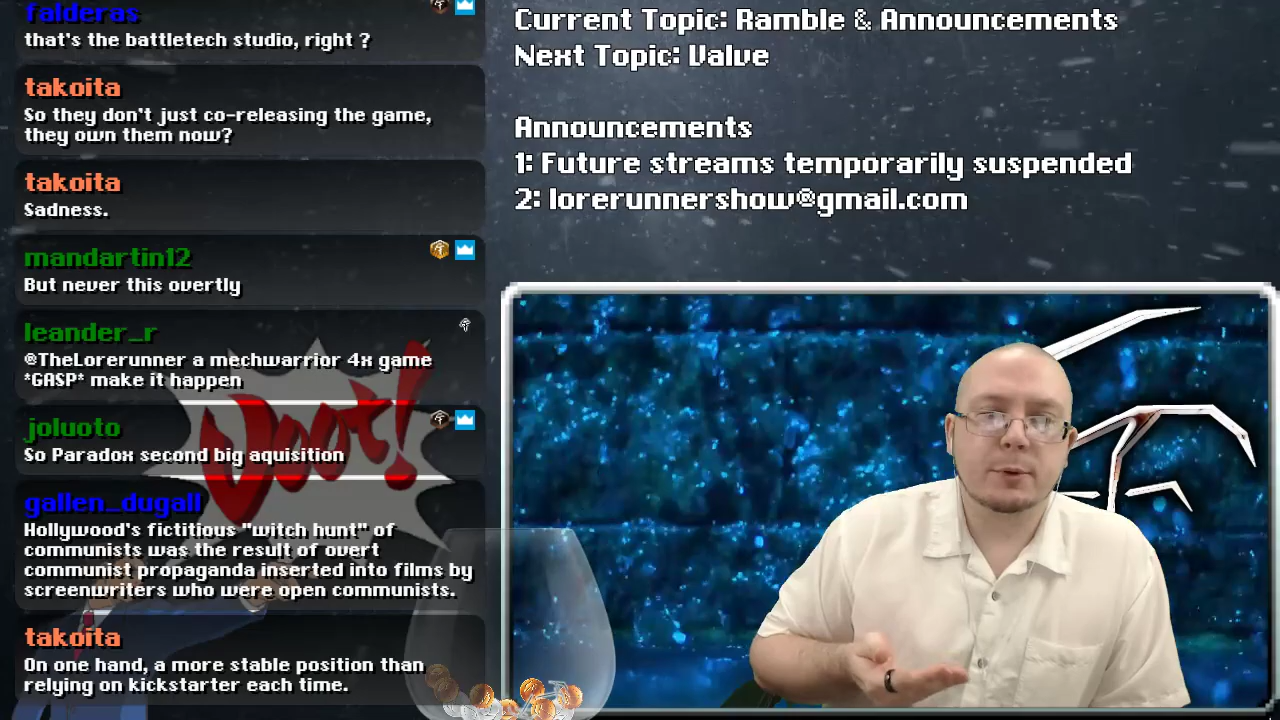 falderas
that's the battletech studio, right ?
takoita
So they don't just co-releasing the game,
they own them now?
takoita
Sadness.
mandartin12
But never this overtly
leander_r
@TheLorerunner a mechwarrior 4x game
*GASP* make it happen
joluoto
So Paradox second big aquisition
gallen_dugall
Hollywood's fictitious "witch hunt" of
communists was the result of overt
communist propaganda inserted into films by
screenwriters who were open communists.
takoita
On one hand, a more stable position than
relying on kickstarter each time.
Woot!
Current Topic: Ramble & Announcements
Next Topic: Valve
Announcements
1: Future streams temporarily suspended
2: lorerunnershow@gmail.com